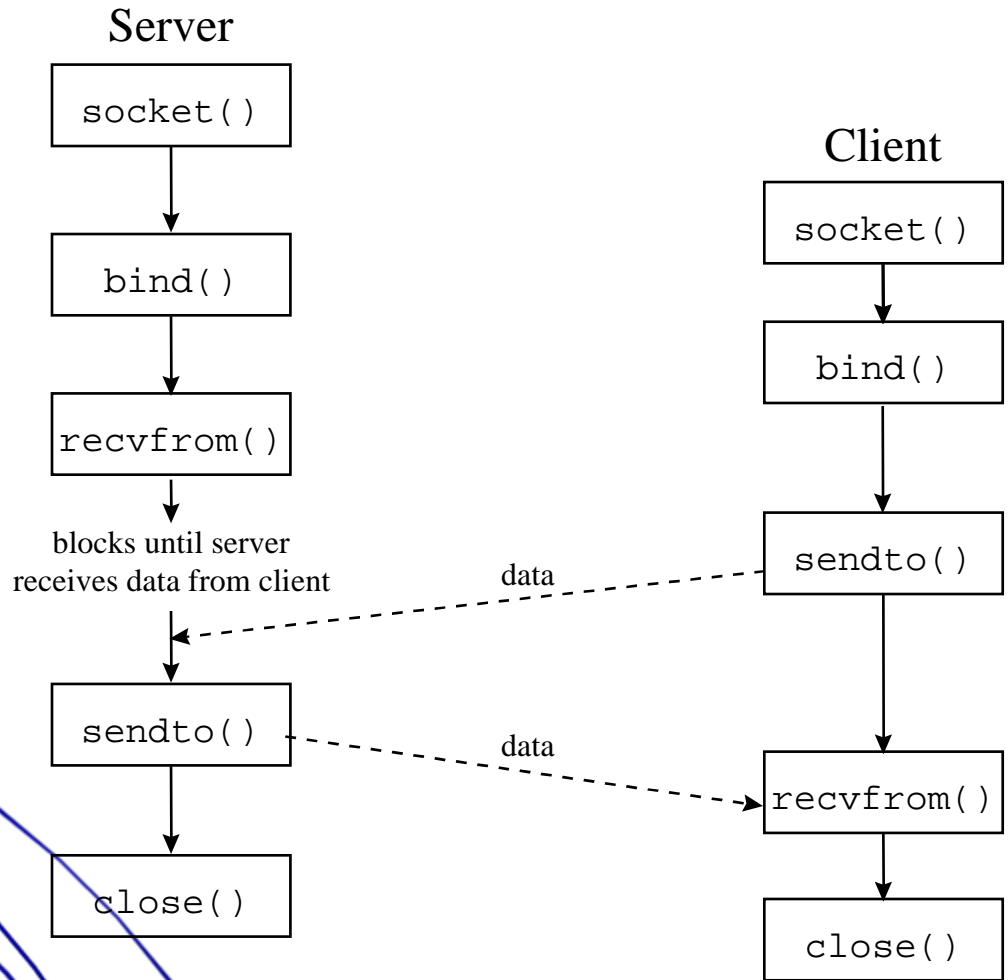 Server
socket()
bind()
recvfrom()
blocks until server
receives data from client
sendto()
close()
Client
socket()
bind()
sendto()
data
data
recvfrom()
close()